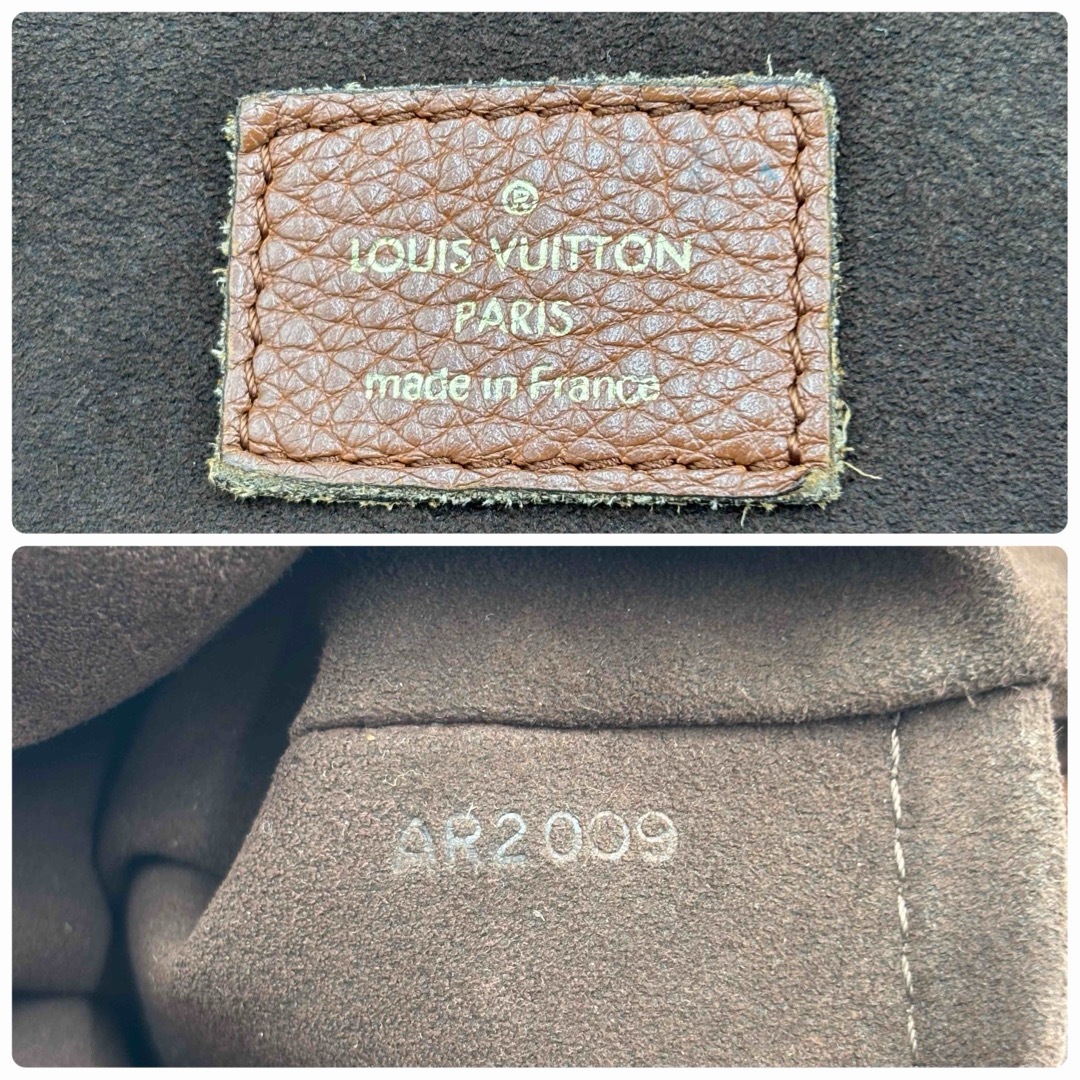 ®
LOUIS VUITTON
PARIS
made in France
AR2009